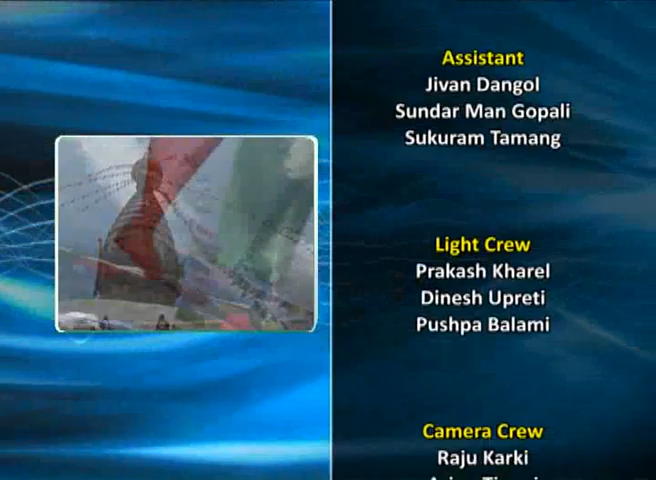 Assistant
Jivan Dangol
Sundar Man Gopali
Sukuram Tamang
Light Crew
Prakash Kharel
Dinesh Upreti
Pushpa Balami
Camera Crew
Raju Karki